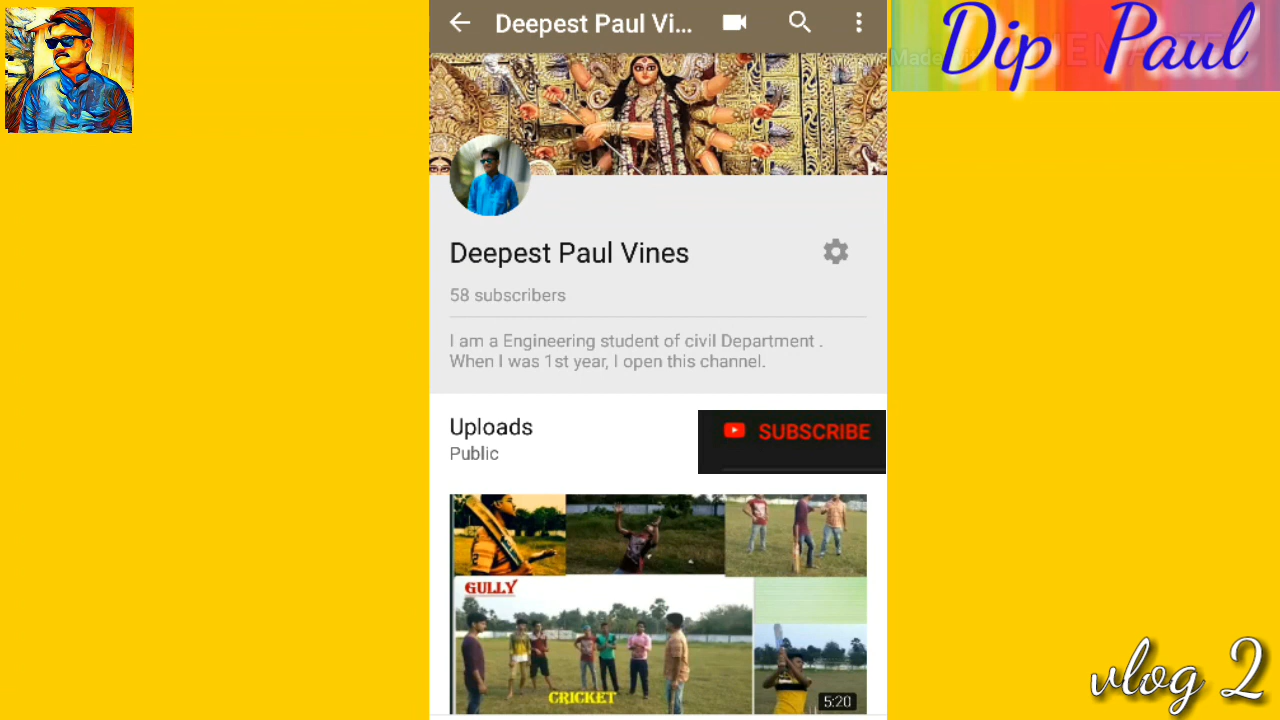 Deepest Paul Vi...
Dip Paul
Deepest Paul Vines
58 subscribers
I am a Engineering student of civil Department .
When I was 1st year, I open this channel.
Uploads
Public
SUBSCRIBE
GULLY
CRICKET
5:20
vlog 2